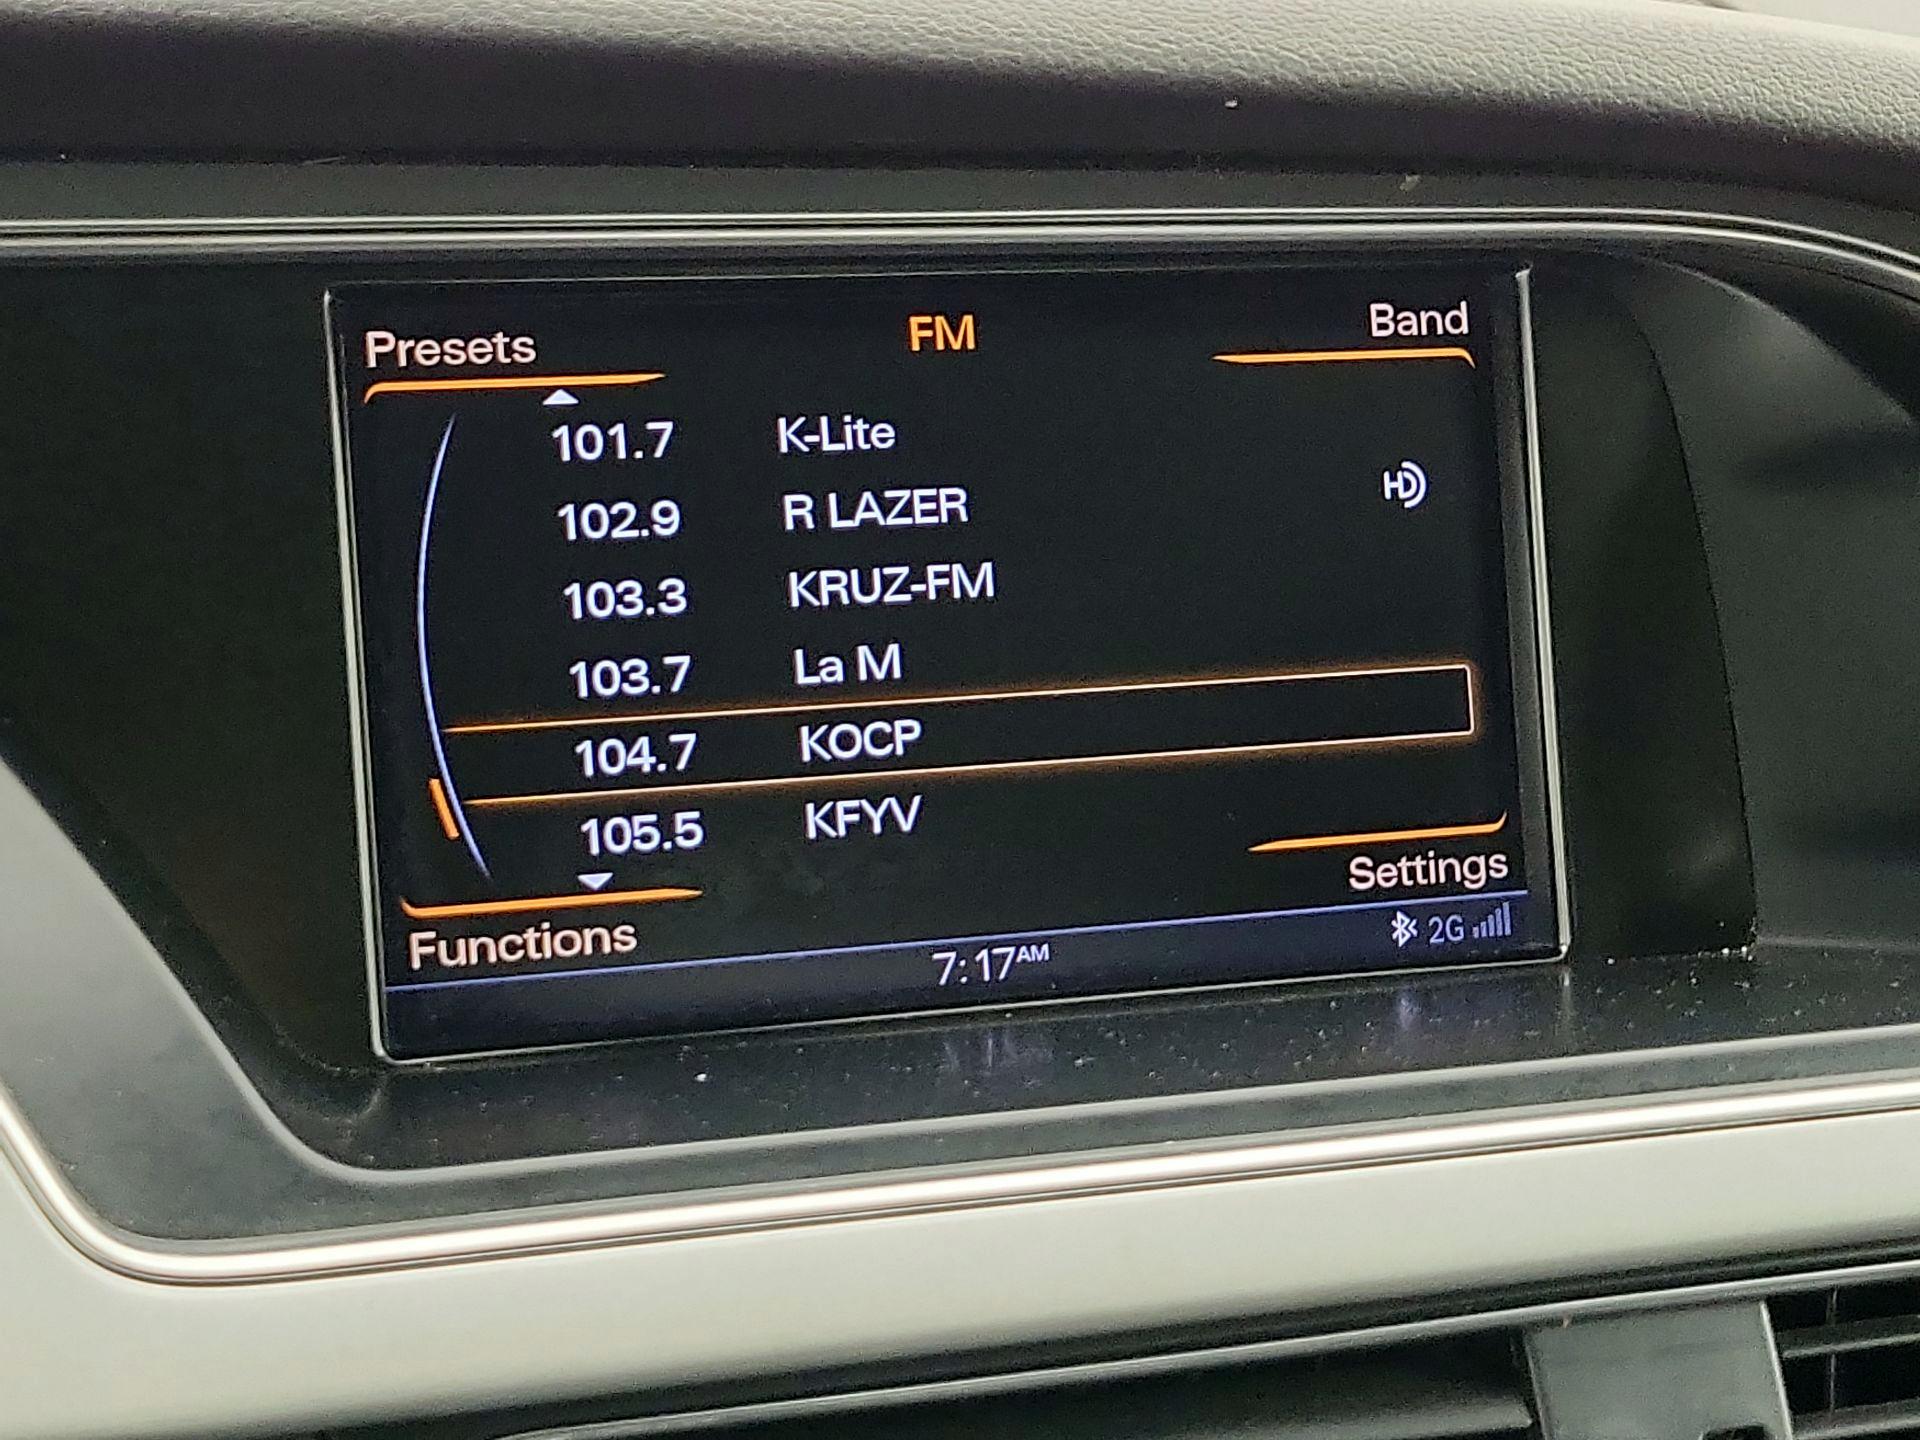 Presets FM Band
101.7 K-Lite
102.9 R LAZER HD
103.3 KRUZ-FM
103.7 La M
104.7 KOCP
105.5 KFYV
Settings
Functions
7:17AM 2G